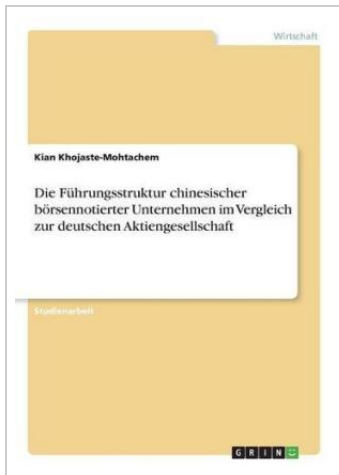 Wirtschaft
Kian Khojaste-Mohtachem
Die Führungsstruktur chinesischer
börsennotierter Unternehmen im Vergleich
zur deutschen Aktiengesellschaft
Studienarbeit
GRIN